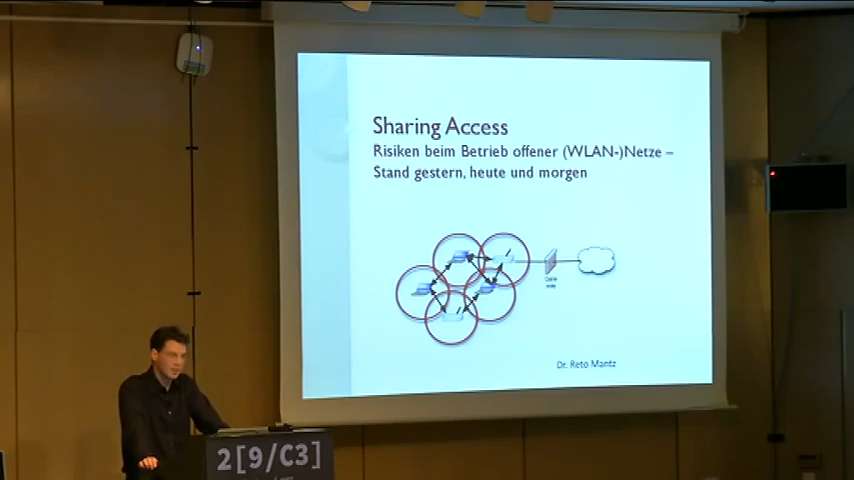 Sharing Access
Risiken beim Betrieb offener (WLAN-)Netze –
Stand gestern, heute und morgen
Dr. Reto Mantz
2[9/C3]